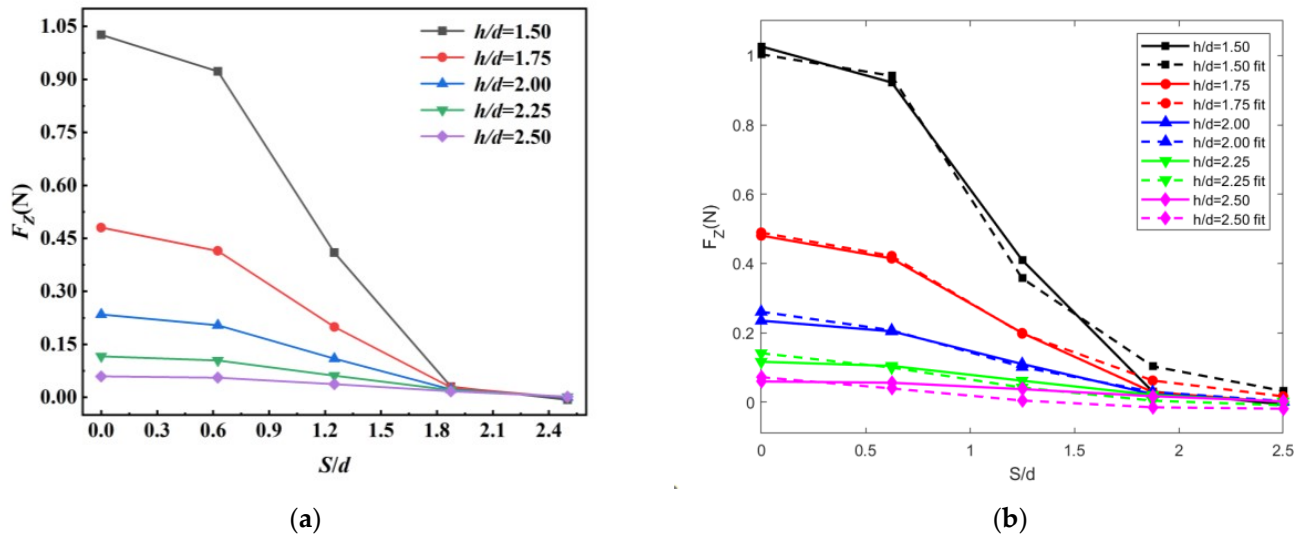 1.05
0.90
0.75
0.60
0.45
0.30
0.15
0.00
F_Z(N)
0.0 0.3 0.6 0.9 1.2 1.5 1.8 2.1 2.4
S/d
h/d=1.50
h/d=1.75
h/d=2.00
h/d=2.25
h/d=2.50
(a)
1
0.8
0.6
0.4
0.2
0
F_Z(N)
0 0.5 1 1.5 2 2.5
S/d
h/d=1.50
h/d=1.50 fit
h/d=1.75
h/d=1.75 fit
h/d=2.00
h/d=2.00 fit
h/d=2.25
h/d=2.25 fit
h/d=2.50
h/d=2.50 fit
(b)